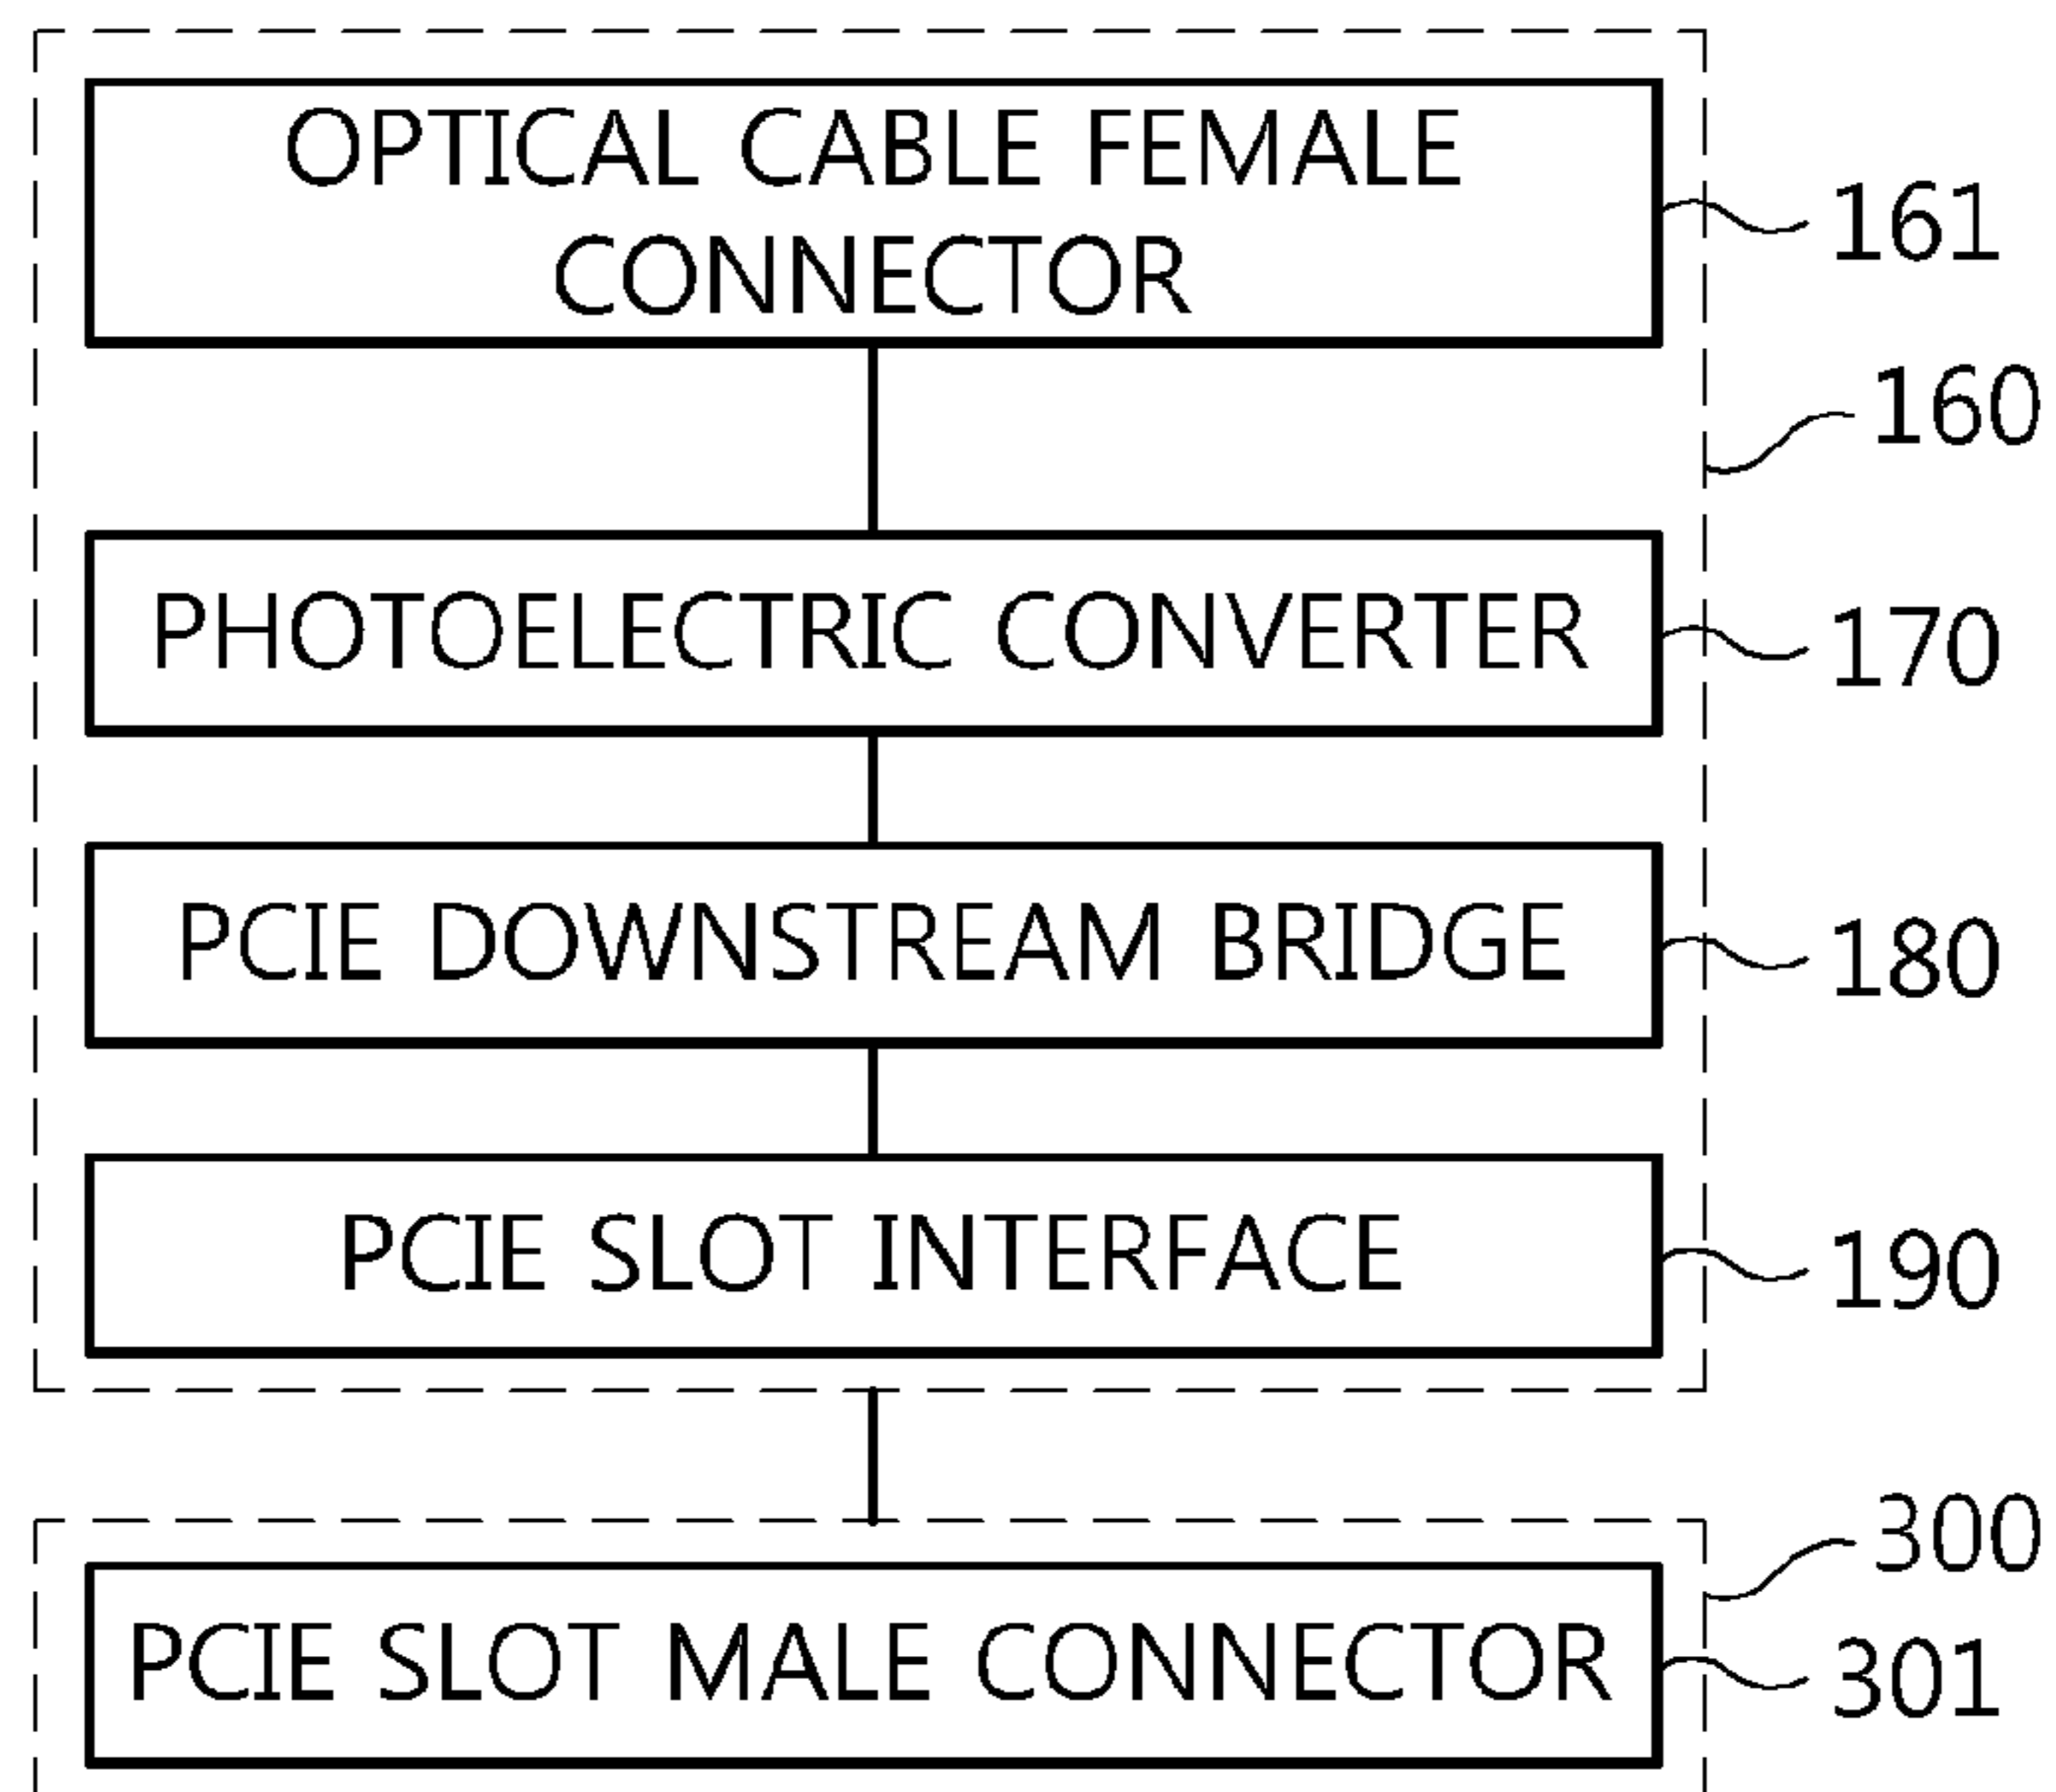 OPTICAL CABLE FEMALE
CONNECTOR
161
160
PHOTOELECTRIC CONVERTER
170
PCIE DOWNSTREAM BRIDGE
180
PCIE SLOT INTERFACE
190
300
PCIE SLOT MALE CONNECTOR
301